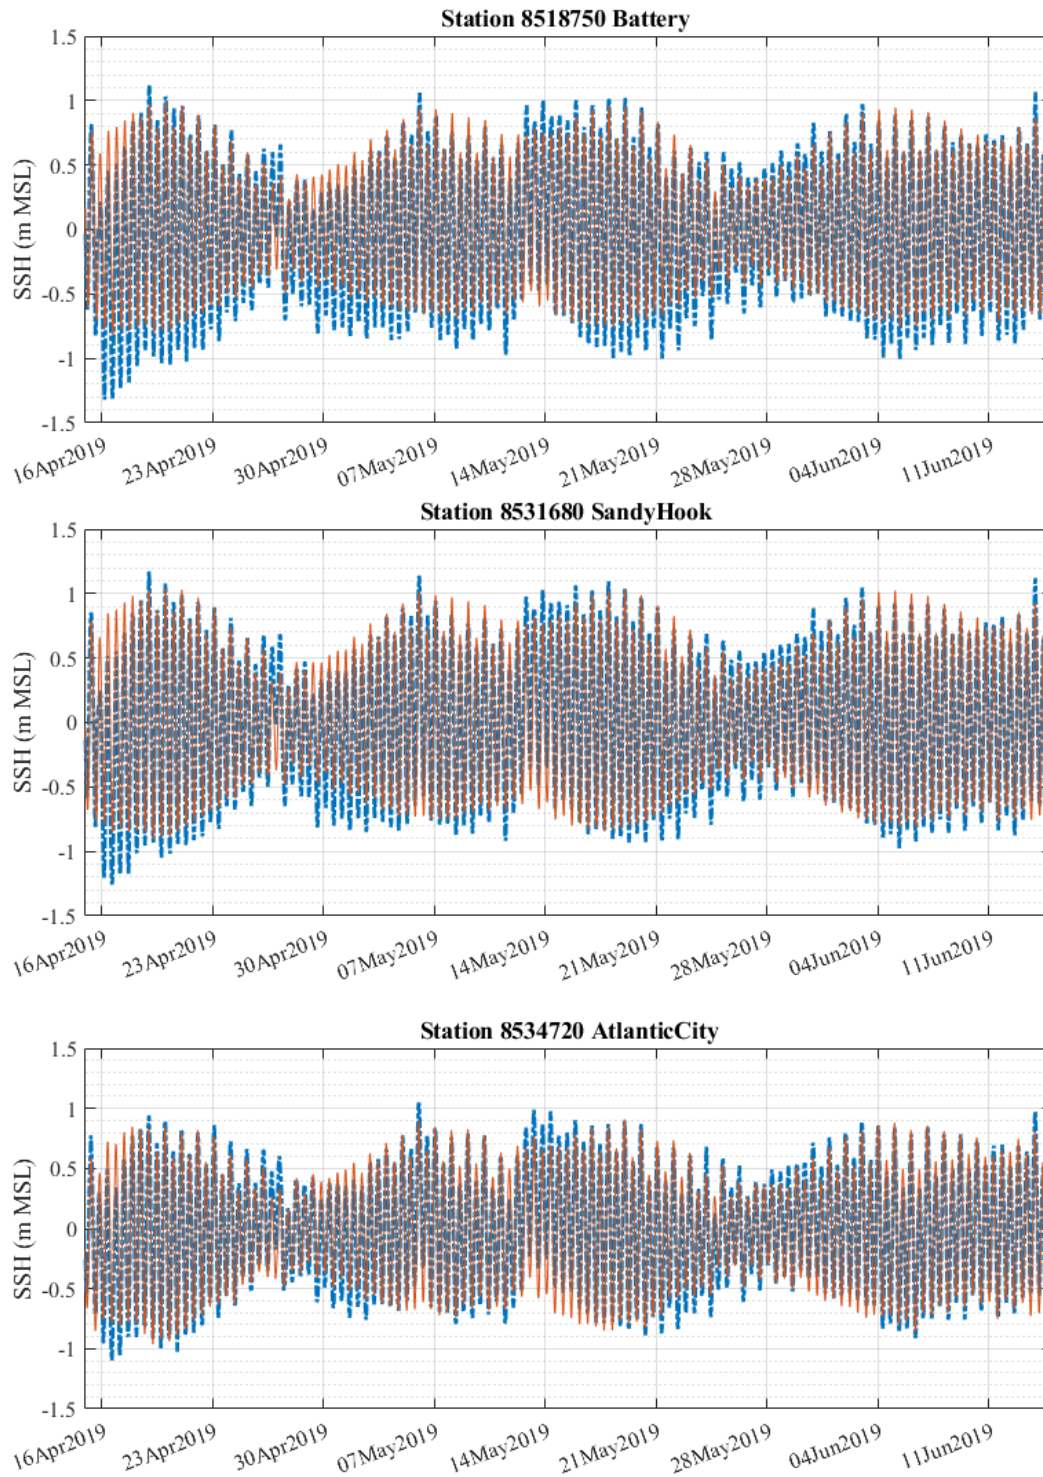 Station 8518750 Battery
1.5
1
0.5
0
-0.5
-1
-1.5
SSH (m MSL)
16Apr2019 23Apr2019 30Apr2019 07May2019 14May2019 21May2019 28May2019 04Jun2019 11Jun2019
Station 8531680 SandyHook
1.5
1
0.5
0
-0.5
-1
-1.5
SSH (m MSL)
16Apr2019 23Apr2019 30Apr2019 07May2019 14May2019 21May2019 28May2019 04Jun2019 11Jun2019
Station 8534720 AtlanticCity
1.5
1
0.5
0
-0.5
-1
-1.5
SSH (m MSL)
16Apr2019 23Apr2019 30Apr2019 07May2019 14May2019 21May2019 28May2019 04Jun2019 11Jun2019